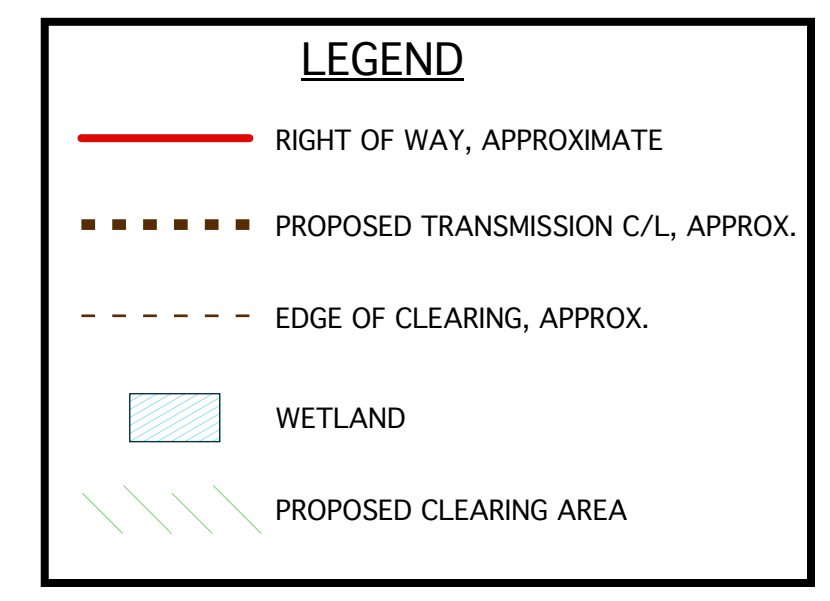 LEGEND
RIGHT OF WAY, APPROXIMATE
PROPOSED TRANSMISSION C/L, APPROX.
EDGE OF CLEARING, APPROX.
WETLAND
PROPOSED CLEARING AREA